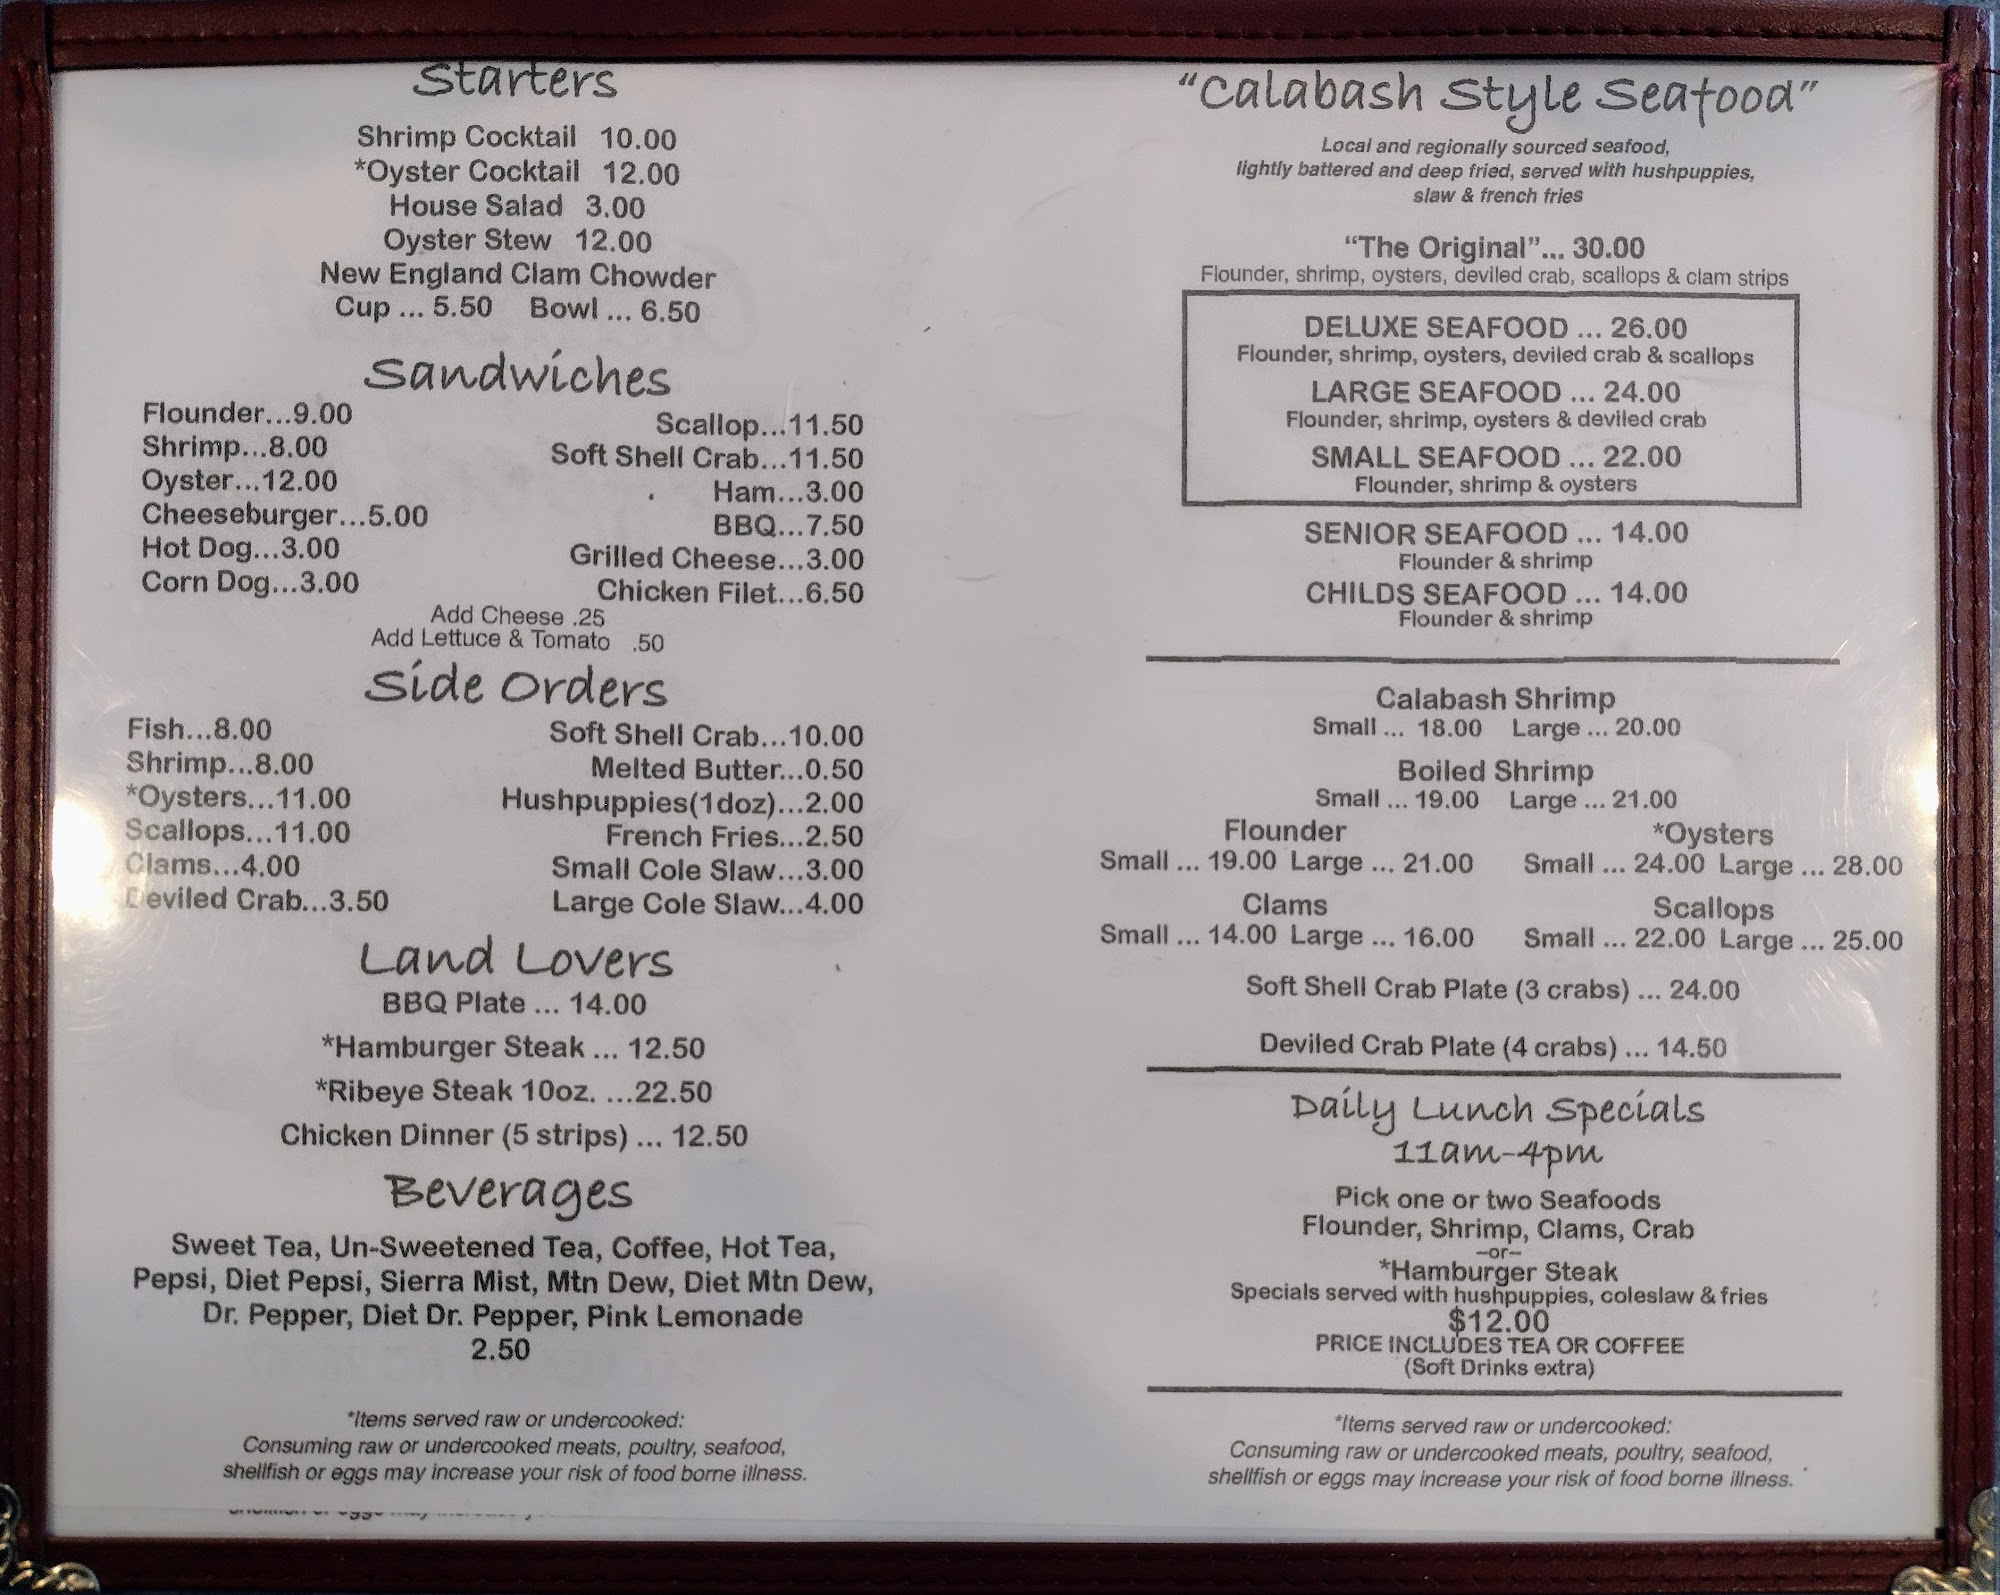 Starters
Shrimp Cocktail 10.00
*Oyster Cocktail 12.00
House Salad 3.00
Oyster Stew 12.00
New England Clam Chowder
Cup ... 5.50 Bowl ... 6.50
Sandwiches
Flounder...9.00
Shrimp...8.00
Oyster...12.00
Cheeseburger...5.00
Hot Dog...3.00
Corn Dog...3.00
Scallop...11.50
Soft Shell Crab...11.50
Ham...3.00
BBQ...7.50
Grilled Cheese...3.00
Chicken Filet...6.50
Add Cheese .25
Add Lettuce & Tomato .50
Side Orders
Fish...8.00
Shrimp...8.00
*Oysters...11.00
Scallops...11.00
Clams...4.00
Deviled Crab...3.50
Soft Shell Crab...10.00
Melted Butter...0.50
Hushpuppies(1doz)...2.00
French Fries...2.50
Small Cole Slaw...3.00
Large Cole Slaw...4.00
Land Lovers
BBQ Plate ... 14.00
*Hamburger Steak ... 12.50
*Ribeye Steak 10oz. ...22.50
Chicken Dinner (5 strips) ... 12.50
Beverages
Sweet Tea, Un-Sweetened Tea, Coffee, Hot Tea,
Pepsi, Diet Pepsi, Sierra Mist, Mtn Dew, Diet Mtn Dew,
Dr. Pepper, Diet Dr. Pepper, Pink Lemonade
2.50
*Items served raw or undercooked:
Consuming raw or undercooked meats, poultry, seafood,
shellfish or eggs may increase your risk of food borne illness.
"Calabash Style Seafood"
Local and regionally sourced seafood,
lightly battered and deep fried, served with hushpuppies,
slaw & french fries
"The Original"... 30.00
Flounder, shrimp, oysters, deviled crab, scallops & clam strips
DELUXE SEAFOOD ... 26.00
Flounder, shrimp, oysters, deviled crab & scallops
LARGE SEAFOOD ... 24.00
Flounder, shrimp, oysters & deviled crab
SMALL SEAFOOD ... 22.00
Flounder, shrimp & oysters
SENIOR SEAFOOD ... 14.00
Flounder & shrimp
CHILDS SEAFOOD ... 14.00
Flounder & shrimp
Calabash Shrimp
Small ... 18.00 Large ... 20.00
Boiled Shrimp
Small ... 19.00 Large ... 21.00
Flounder
Small ... 19.00 Large ... 21.00
*Oysters
Small ... 24.00 Large ... 28.00
Clams
Small ... 14.00 Large ... 16.00
Scallops
Small ... 22.00 Large ... 25.00
Soft Shell Crab Plate (3 crabs) ... 24.00
Deviled Crab Plate (4 crabs) ... 14.50
Daily Lunch Specials
11am-4pm
Pick one or two Seafoods
Flounder, Shrimp, Clams, Crab
-or-
*Hamburger Steak
Specials served with hushpuppies, coleslaw & fries
$12.00
PRICE INCLUDES TEA OR COFFEE
(Soft Drinks extra)
*Items served raw or undercooked:
Consuming raw or undercooked meats, poultry, seafood,
shellfish or eggs may increase your risk of food borne illness.